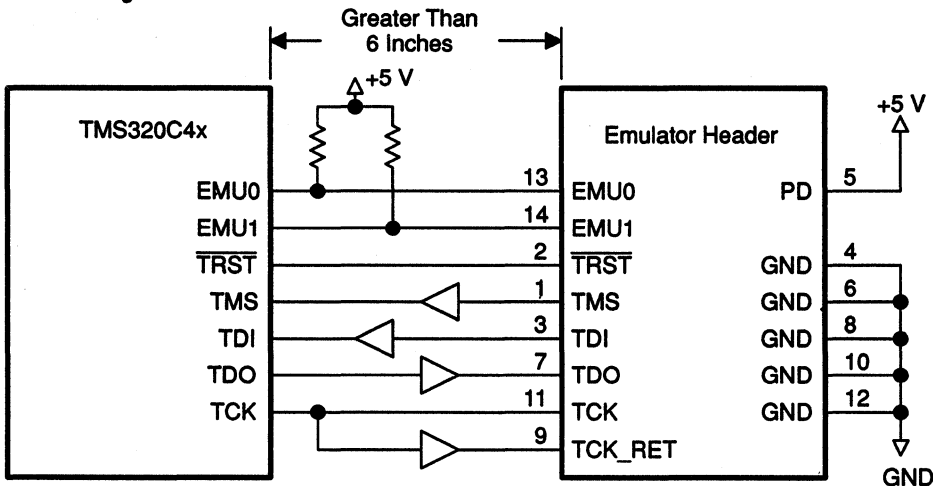 Greater Than
6 Inches
+5 V
TMS320C4x
Emulator Header
+5 V
EMU0 13 EMU0 PD 5
EMU1 14 EMU1
TRST 2 TRST GND 4
TMS 1 TMS GND 6
TDI 3 TDI GND 8
TDO 7 TDO GND 10
TCK 11 TCK GND 12
9 TCK_RET
GND